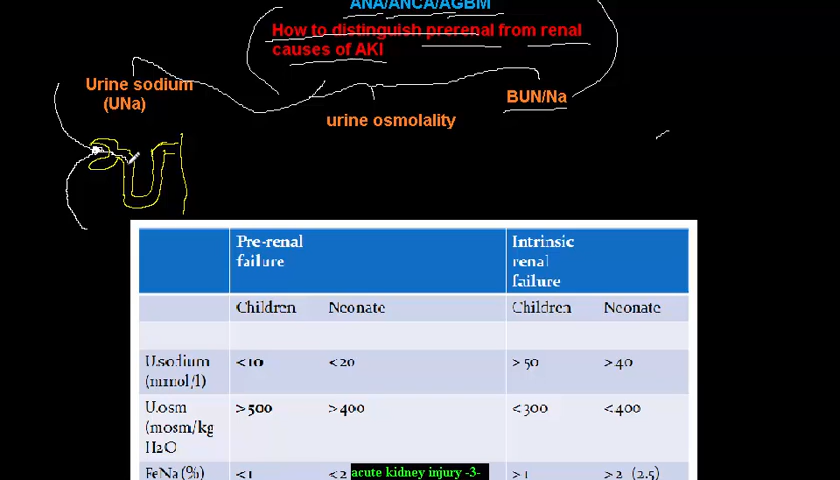 ANA/ANCA/AGBM
How to distinguish prerenal from renal
causes of AKI
Urine sodium
(UNa)
urine osmolality
BUN/Na
Pre-renal
failure
Intrinsic
renal
failure
Children Neonate Children Neonate
U.sodium
(mmol/l)
<10 <20 >50 >40
U.osm
(mosm/kg
H2O
>500 >400 <300 <400
FeNa (%) <1 <2 >1 >2 (2.5)
acute kidney injury -3-